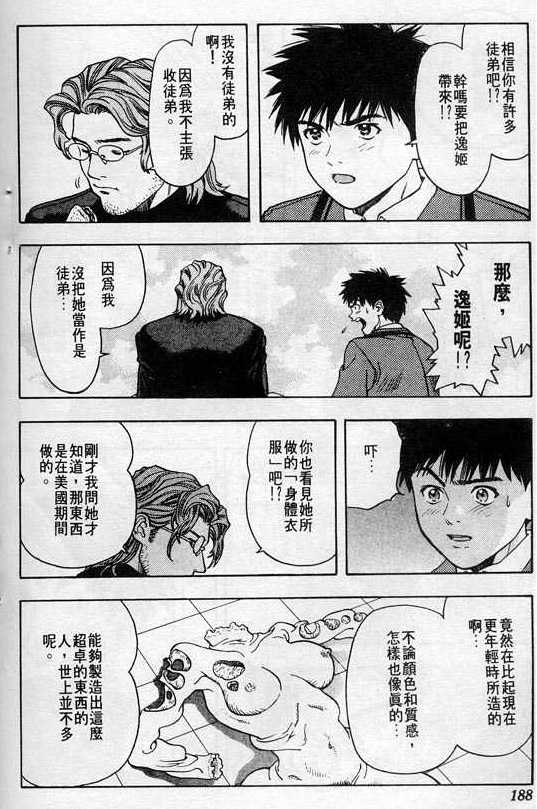 相信你有許多
徒弟吧!?
幹嗎要把逸姬
帶來!?
我沒有徒弟的
啊!
因為我不主張
收徒弟。
那麼，
逸姬呢!?
因為我
沒把她當作是
徒弟…
吓…
你也看見她所
做的「身體衣
服」吧!?
剛才我問她才
知道，那東西
是在美國期間
做的。
竟然在比起現在
更年輕時所造的
啊…
不論顏色和質感，
怎樣也像真的…
能夠製造出這麼
超卓的東西的
人，世上並不多
呢。
188